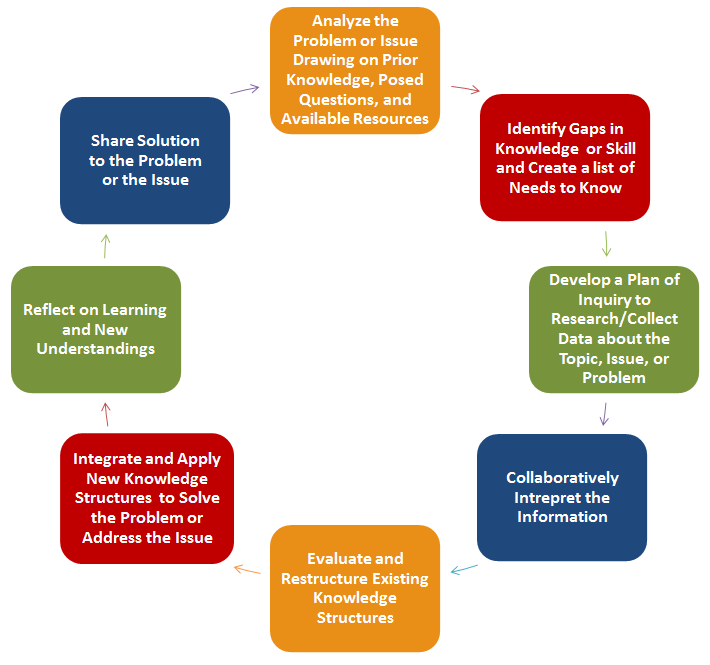 Analyze the
Problem or Issue
Drawing on Prior
Knowledge, Posed
Questions, and
Available Resources
Identify Gaps in
Knowledge or Skill
and Create a list of
Needs to Know
Develop a Plan of
Inquiry to
Research/Collect
Data about the
Topic, Issue, or
Problem
Collaboratively
Intrepret the
Information
Evaluate and
Restructure Existing
Knowledge
Structures
Integrate and Apply
New Knowledge
Structures to Solve
the Problem or
Address the Issue
Reflect on Learning
and New
Understandings
Share Solution
to the Problem
or the Issue